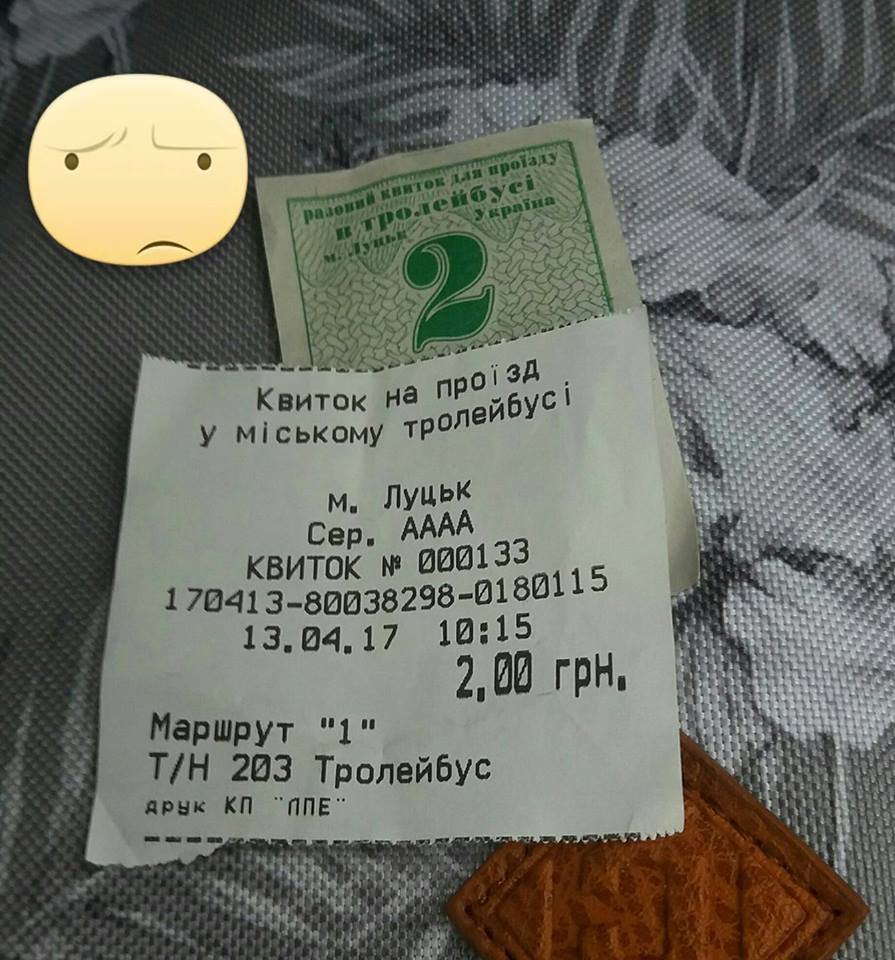 разовий квиток для проїзду
в тролейбусі
м. Луцьк Україна
2
Квиток на проїзд
у міському тролейбусі
м. Луцьк
Сер. АААА
КВИТОК № 000133
170413-80038298-0180115
13.04.17 10:15
2,00 грн.
Маршрут "1"
Т/Н 203 Тролейбус
друк КП "ЛПЕ"